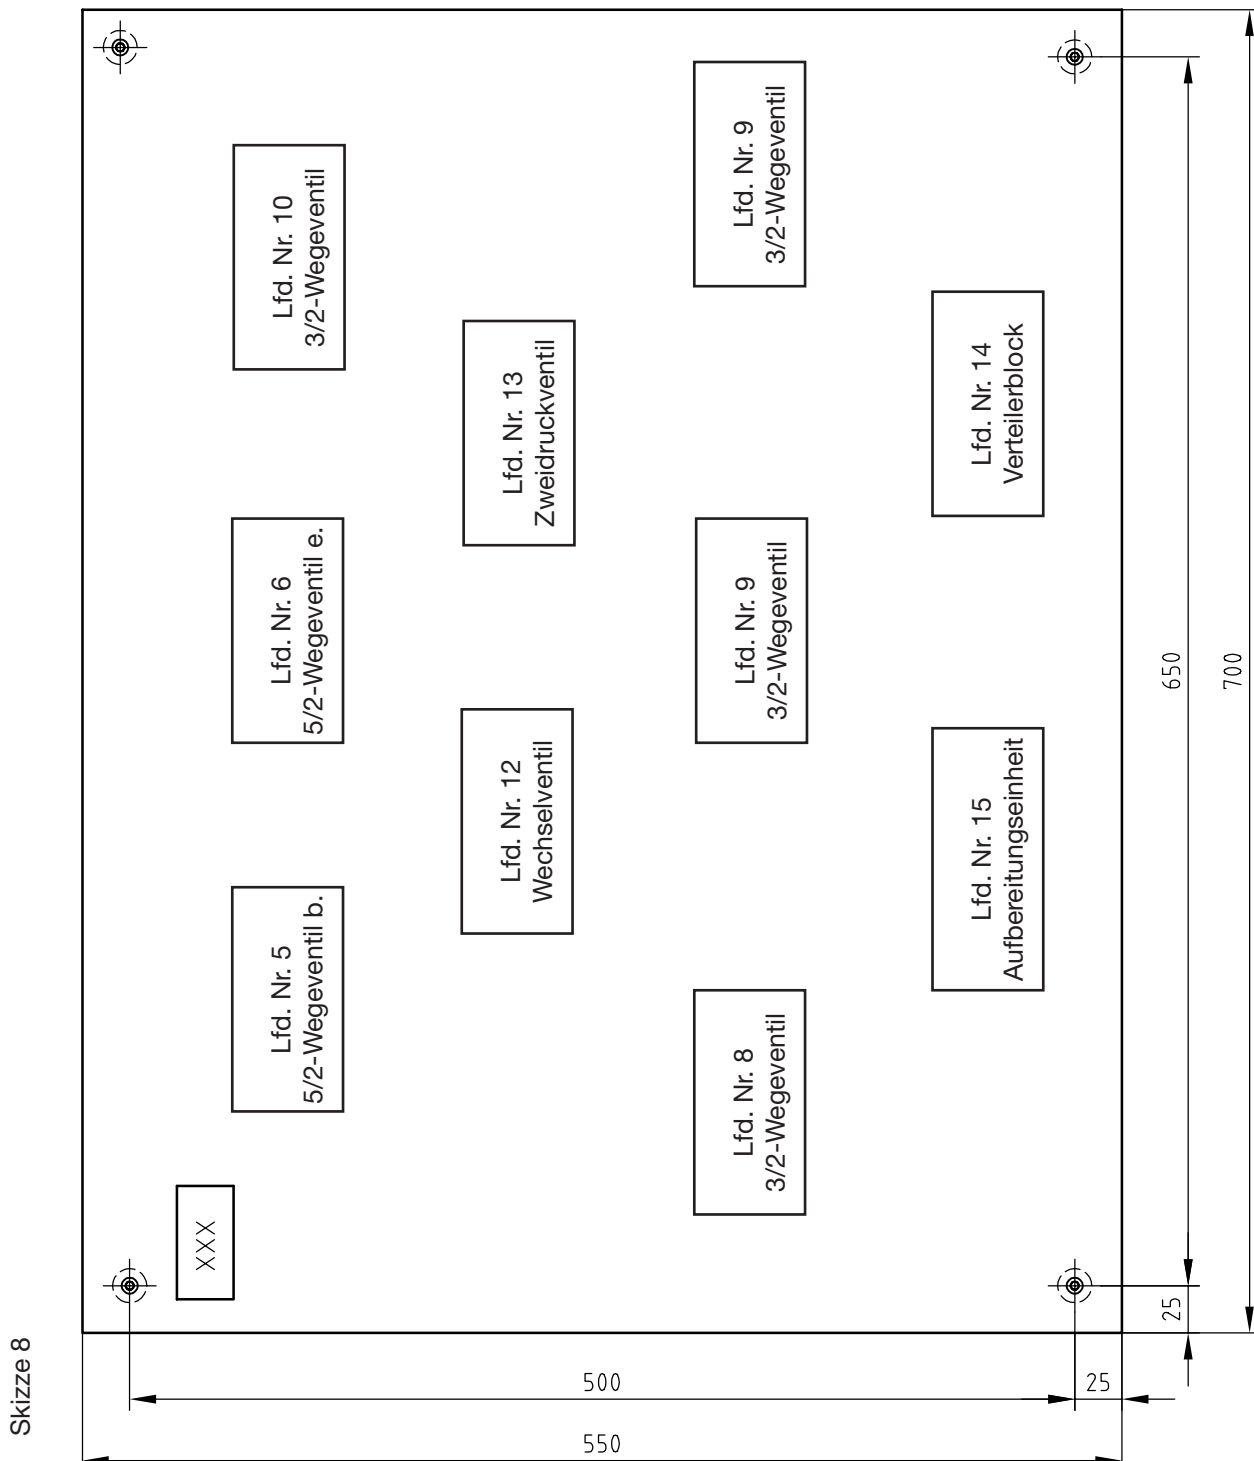 Skizze 8
XXX
Lfd. Nr. 5
5/2-Wegeventil b.
Lfd. Nr. 6
5/2-Wegeventil e.
Lfd. Nr. 10
3/2-Wegeventil
Lfd. Nr. 12
Wechselventil
Lfd. Nr. 13
Zweidruckventil
Lfd. Nr. 8
3/2-Wegeventil
Lfd. Nr. 9
3/2-Wegeventil
Lfd. Nr. 9
3/2-Wegeventil
Lfd. Nr. 15
Aufbereitungseinheit
Lfd. Nr. 14
Verteilerblock
550
500
25
25
650
700